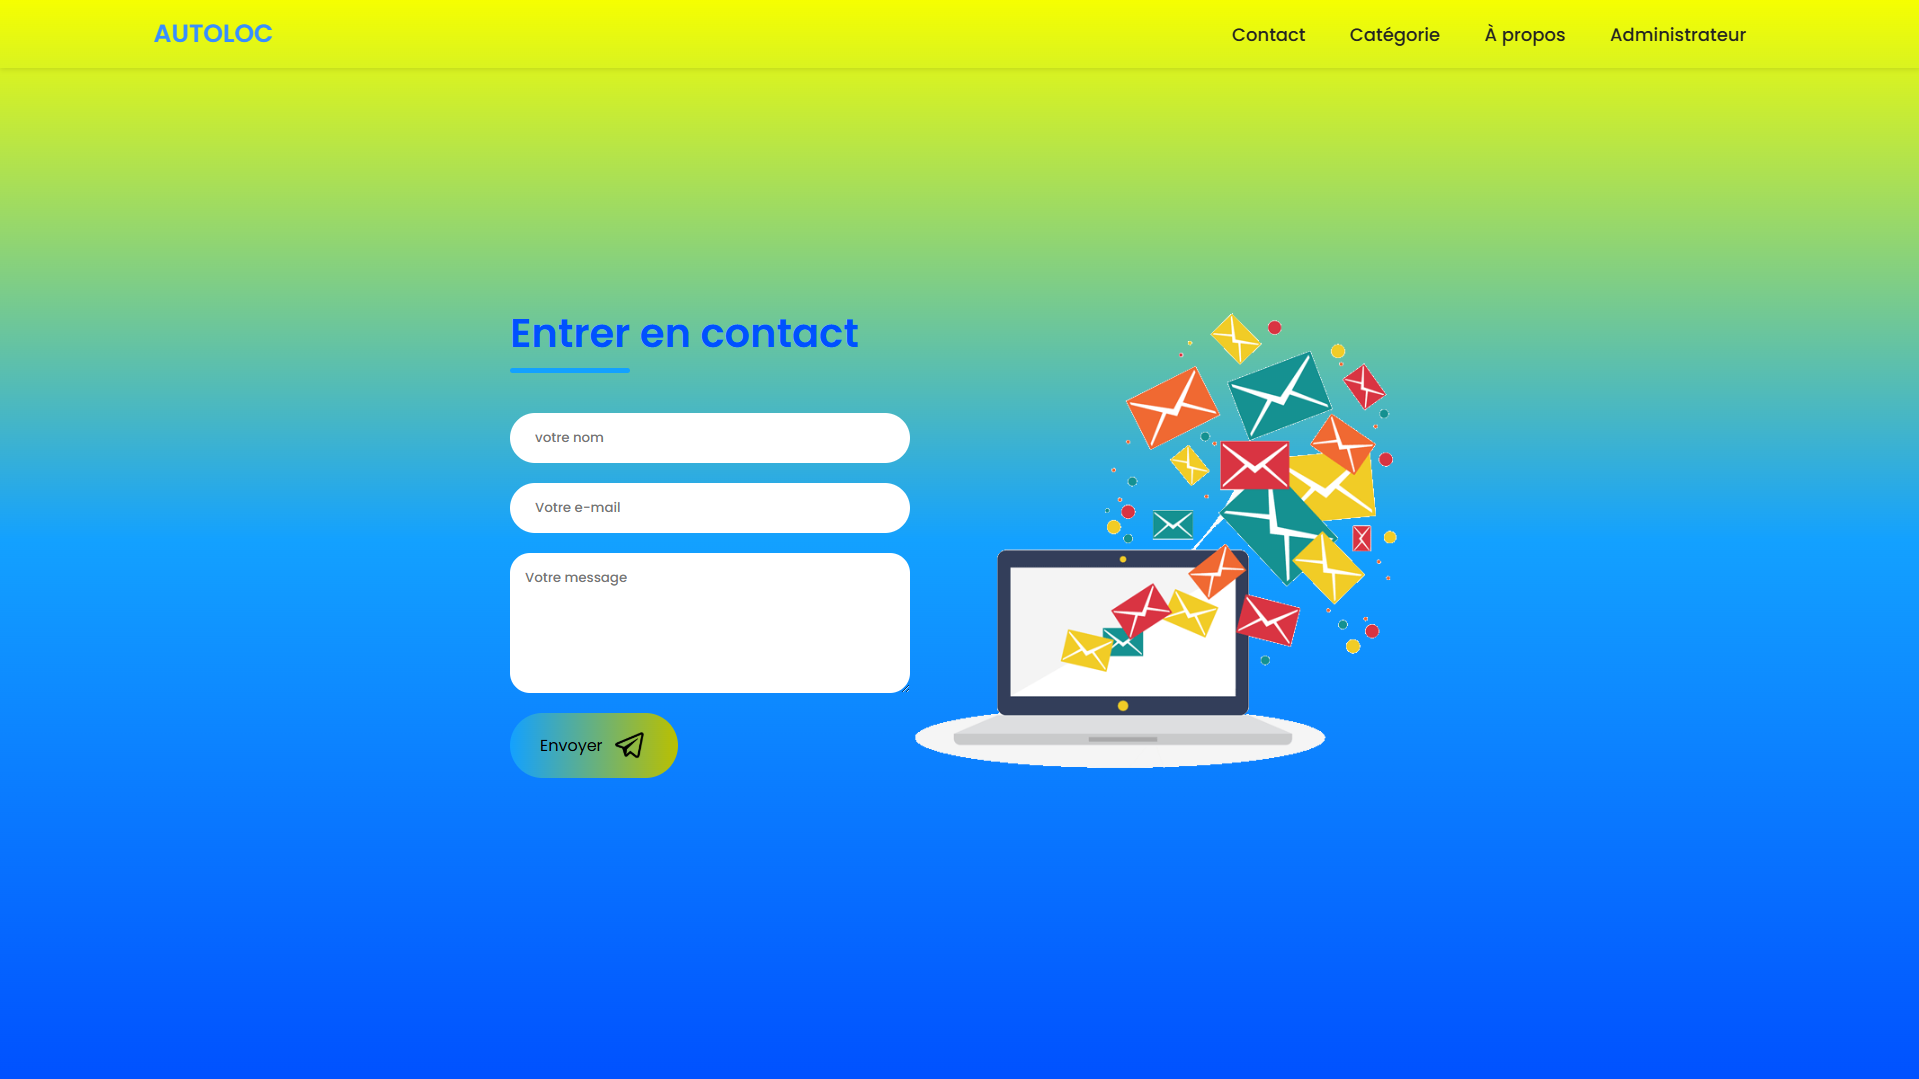 AUTOLOC
Contact
Catégorie
À propos
Administrateur
Entrer en contact
votre nom
Votre e-mail
Votre message
Envoyer